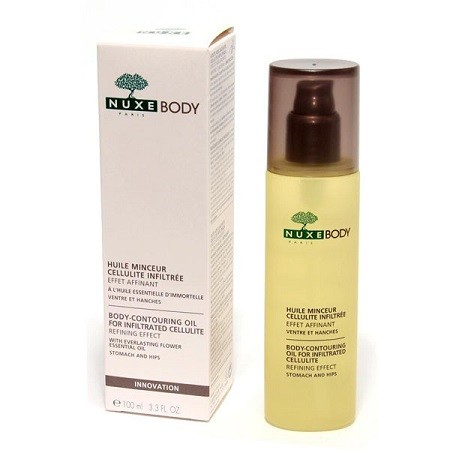 NUXE BODY
PARIS
HUILE MINCEUR
CELLULITE INFILTRÉE
EFFET AFFINANT
À L'HUILE ESSENTIELLE D'IMMORTELLE
VENTRE ET HANCHES
BODY-CONTOURING OIL
FOR INFILTRATED CELLULITE
REFINING EFFECT
WITH EVERLASTING FLOWER
ESSENTIAL OIL
STOMACH AND HIPS
INNOVATION
℮ 100 ml 3.3 FL. OZ
NUXE BODY
PARIS
HUILE MINCEUR
CELLULITE INFILTRÉE
EFFET AFFINANT
VENTRE ET HANCHES
BODY-CONTOURING
OIL FOR INFILTRATED
CELLULITE
REFINING EFFECT
STOMACH AND HIPS